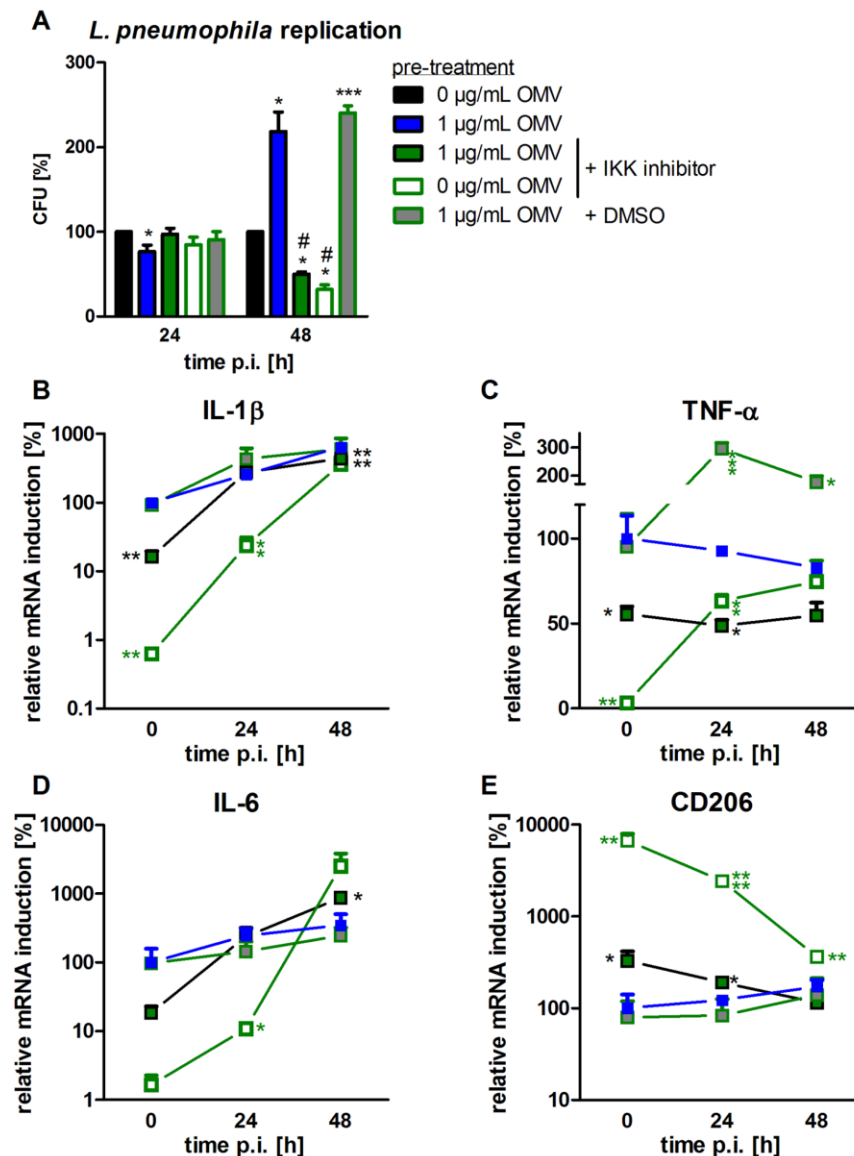 A
L. pneumophila replication
300
200
100
0
CFU [%]
*
*
#
*
#
*
***
24
48
time p.i. [h]
pre-treatment
0 µg/mL OMV
1 µg/mL OMV
1 µg/mL OMV
0 µg/mL OMV
+ IKK inhibitor
1 µg/mL OMV + DMSO
B
IL-1β
relative mRNA induction [%]
1000
100
10
1
0.1
**
**
**
**
**
0
24
48
time p.i. [h]
C
TNF-α
relative mRNA induction [%]
300
200
100
50
0
***
*
*
**
*
**
0
24
48
time p.i. [h]
D
IL-6
relative mRNA induction [%]
10000
1000
100
10
1
*
*
0
24
48
time p.i. [h]
E
CD206
relative mRNA induction [%]
10000
1000
100
10
**
**
**
**
*
*
0
24
48
time p.i. [h]